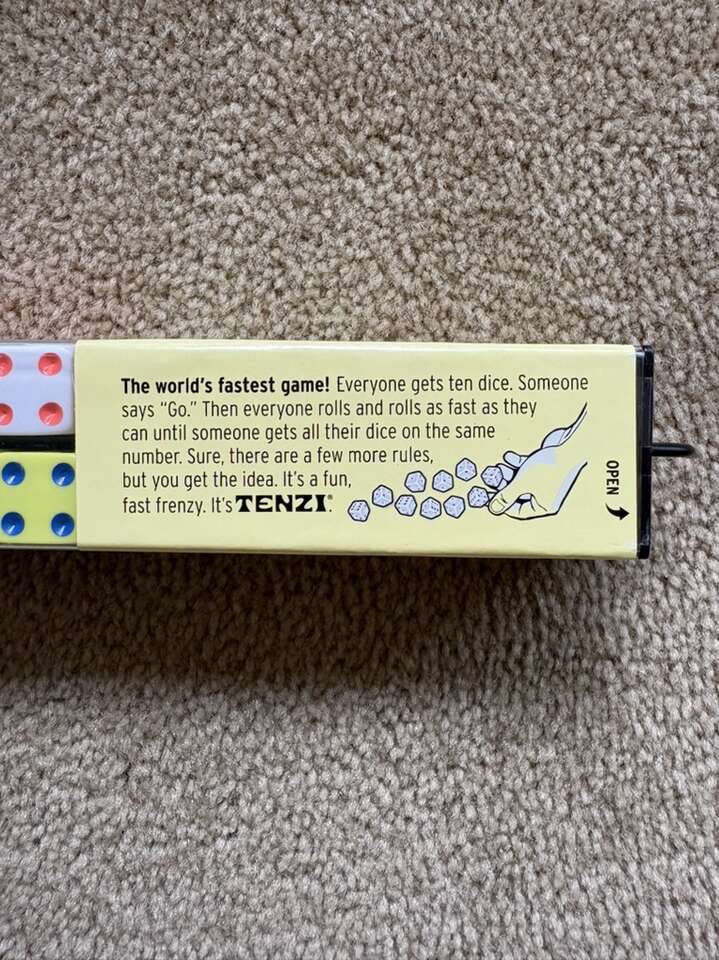 The world's fastest game! Everyone gets ten dice. Someone
says “Go.” Then everyone rolls and rolls as fast as they
can until someone gets all their dice on the same
number. Sure, there are a few more rules,
but you get the idea. It's a fun,
fast frenzy. It's TENZI®.
OPEN